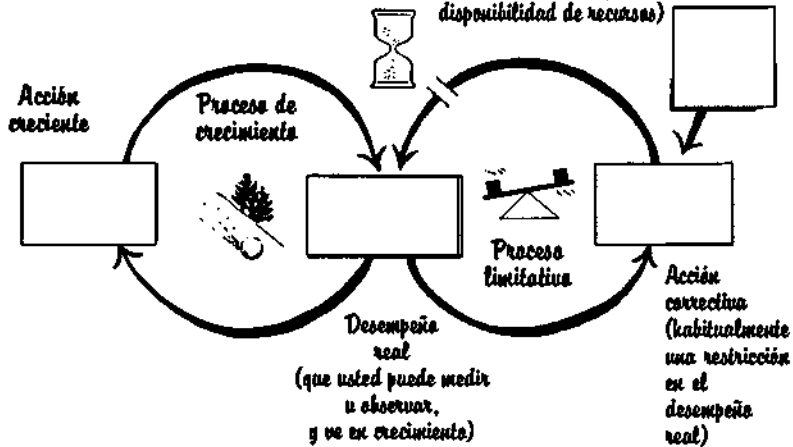 disponibilidad de recursos)
Acción
creciente
Proceso de
crecimiento
Proceso
limitativo
Desempeño
real
(que usted puede medir
u observar,
y ve en crecimiento)
Acción
correctiva
(habitualmente
una restricción
en el
desempeño
real)